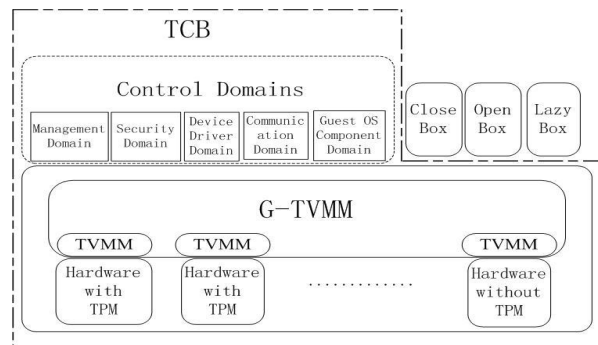 TCB
Control Domains
Management
Domain
Security
Domain
Device
Driver
Domain
Communic
ation
Domain
Guest OS
Component
Domain
Close
Box
Open
Box
Lazy
Box
G-TVMM
TVMM
TVMM
TVMM
Hardware
with
TPM
Hardware
with
TPM
.............
Hardware
without
TPM